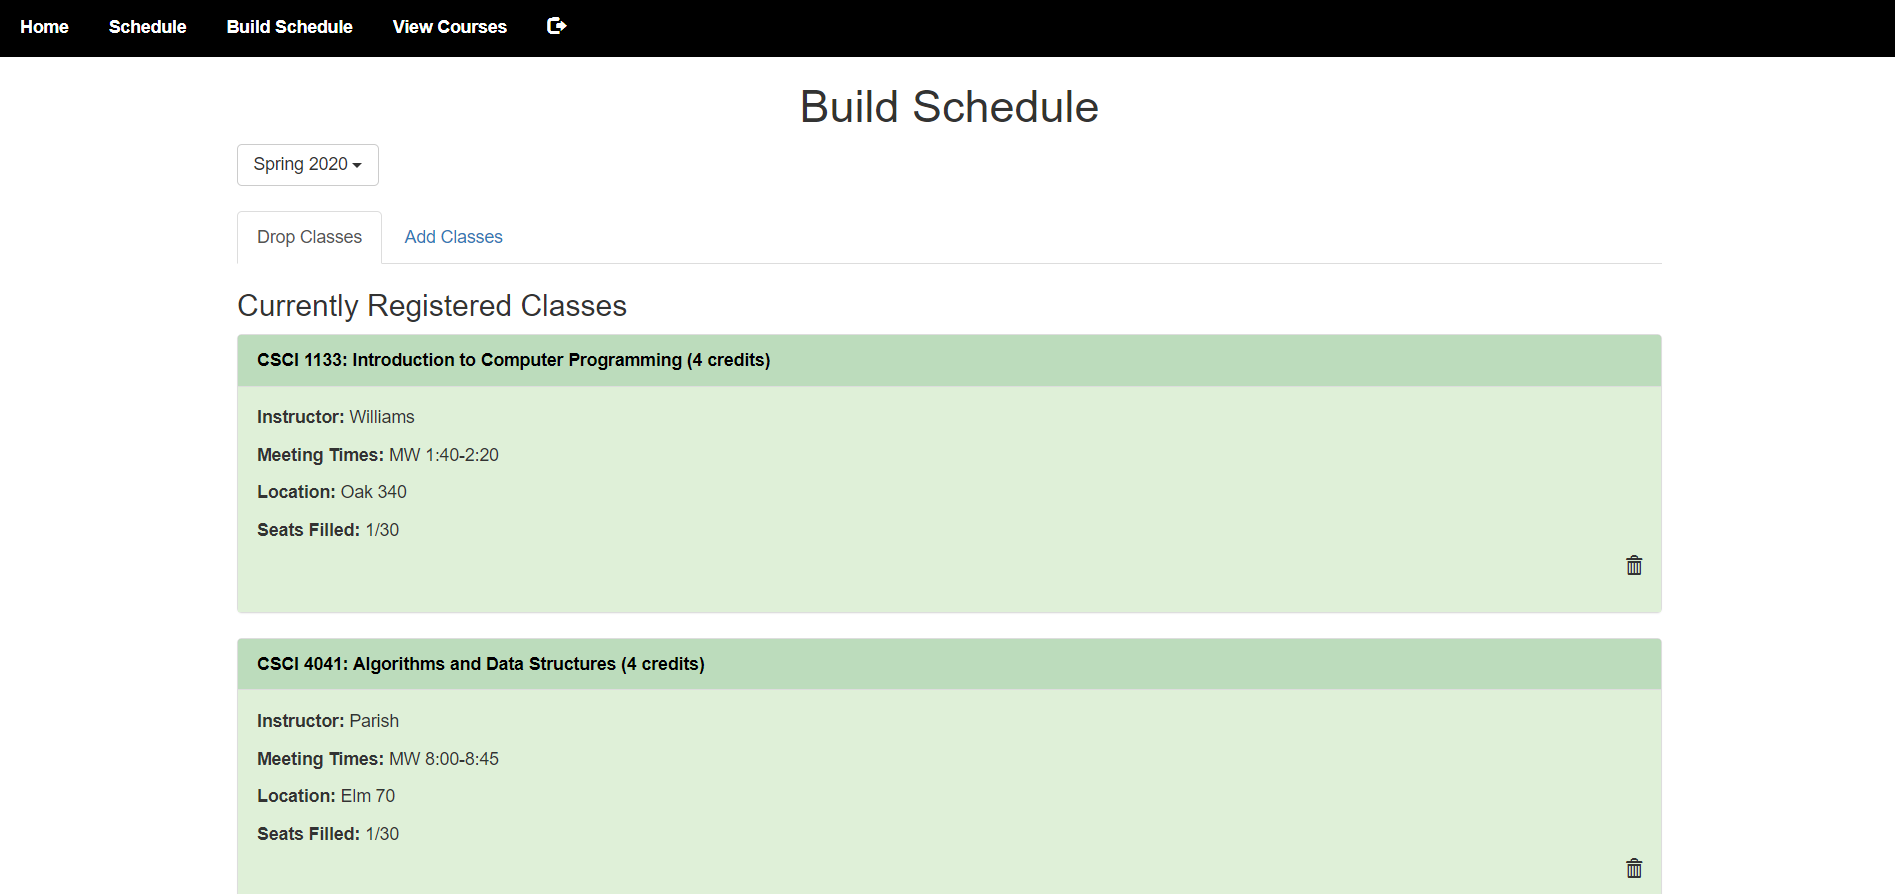 Home Schedule Build Schedule View Courses
Build Schedule
Spring 2020
Drop Classes Add Classes
Currently Registered Classes
CSCI 1133: Introduction to Computer Programming (4 credits)
Instructor: Williams
Meeting Times: MW 1:40-2:20
Location: Oak 340
Seats Filled: 1/30
CSCI 4041: Algorithms and Data Structures (4 credits)
Instructor: Parish
Meeting Times: MW 8:00-8:45
Location: Elm 70
Seats Filled: 1/30